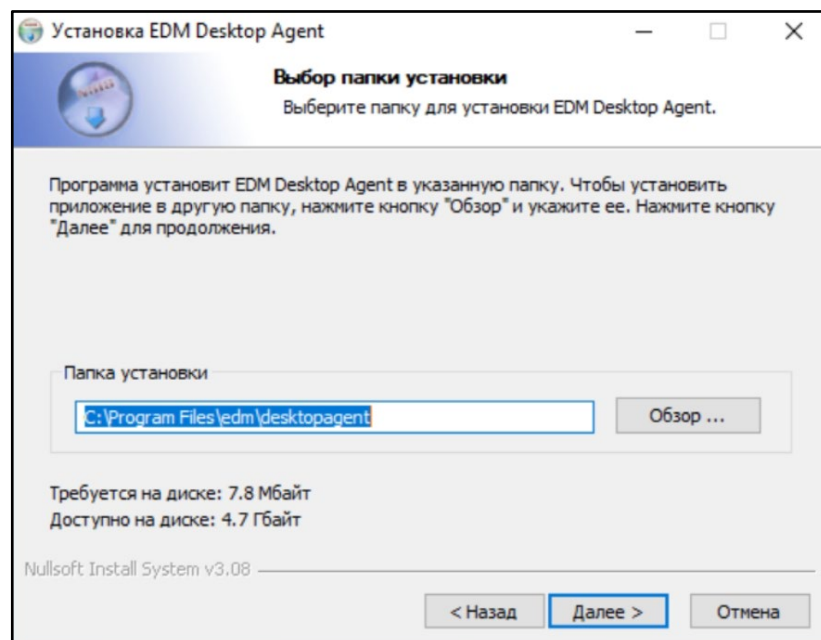 Установка EDM Desktop Agent
Выбор папки установки
Выберите папку для установки EDM Desktop Agent.
Программа установит EDM Desktop Agent в указанную папку. Чтобы установить
приложение в другую папку, нажмите кнопку "Обзор" и укажите ее. Нажмите кнопку
"Далее" для продолжения.
Папка установки
C:\Program Files\edm\desktopagent
Обзор ...
Требуется на диске: 7.8 Мбайт
Доступно на диске: 4.7 Гбайт
Nullsoft Install System v3.08
< Назад Далее > Отмена